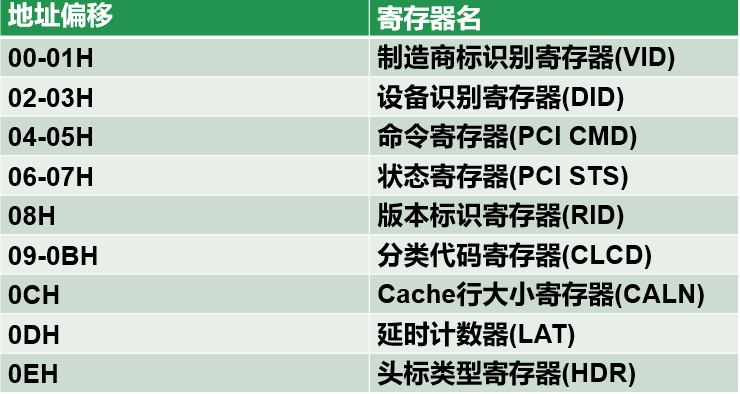 地址偏移 寄存器名
00-01H 制造商标识别寄存器(VID)
02-03H 设备识别寄存器(DID)
04-05H 命令寄存器(PCI CMD)
06-07H 状态寄存器(PCI STS)
08H 版本标识寄存器(RID)
09-0BH 分类代码寄存器(CLCD)
0CH Cache行大小寄存器(CALN)
0DH 延时计数器(LAT)
0EH 头标类型寄存器(HDR)